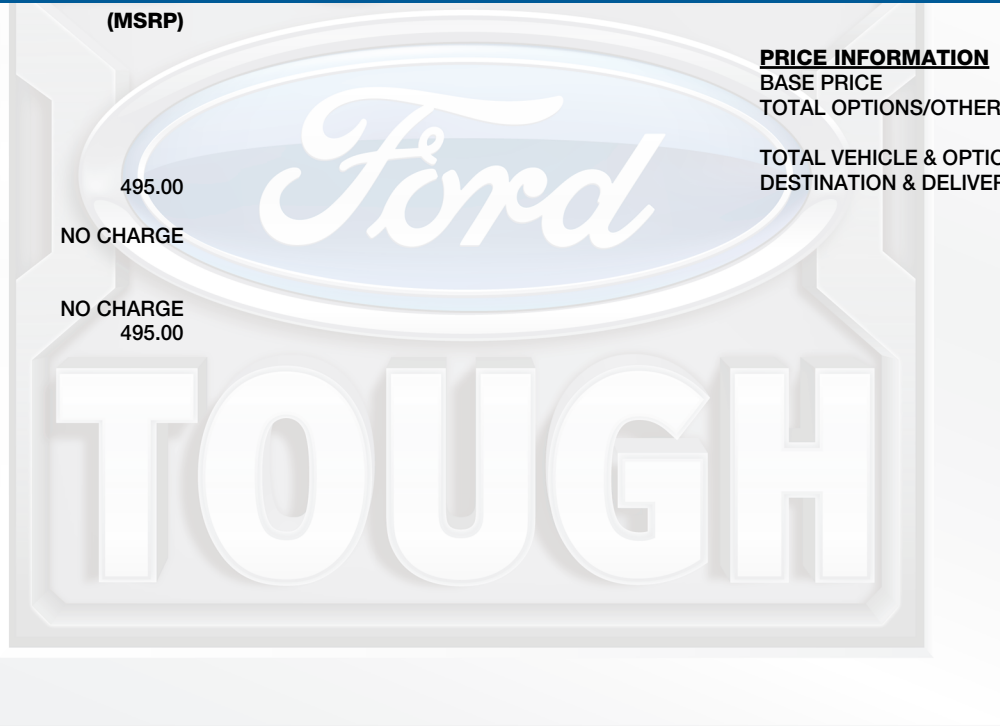 (MSRP)
495.00
NO CHARGE
NO CHARGE
495.00
PRICE INFORMATION
BASE PRICE
TOTAL OPTIONS/OTHER
TOTAL VEHICLE & OPTIO
DESTINATION & DELIVER
Ford
TOUGH